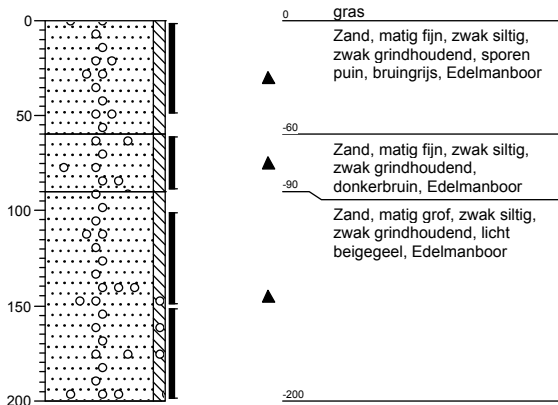 0
50
100
150
200
0
gras
Zand, matig fijn, zwak siltig,
zwak grindhoudend, sporen
puin, bruingrijs, Edelmanboor
-60
Zand, matig fijn, zwak siltig,
zwak grindhoudend,
donkerbruin, Edelmanboor
-90
Zand, matig grof, zwak siltig,
zwak grindhoudend, licht
beigegeel, Edelmanboor
-200